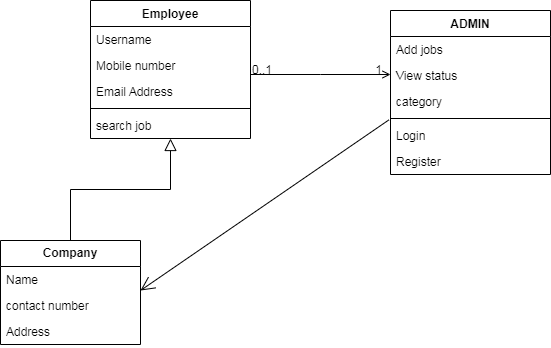 Employee
Username
Mobile number
Email Address
search job
0..1
1
ADMIN
Add jobs
View status
category
Login
Register
Company
Name
contact number
Address